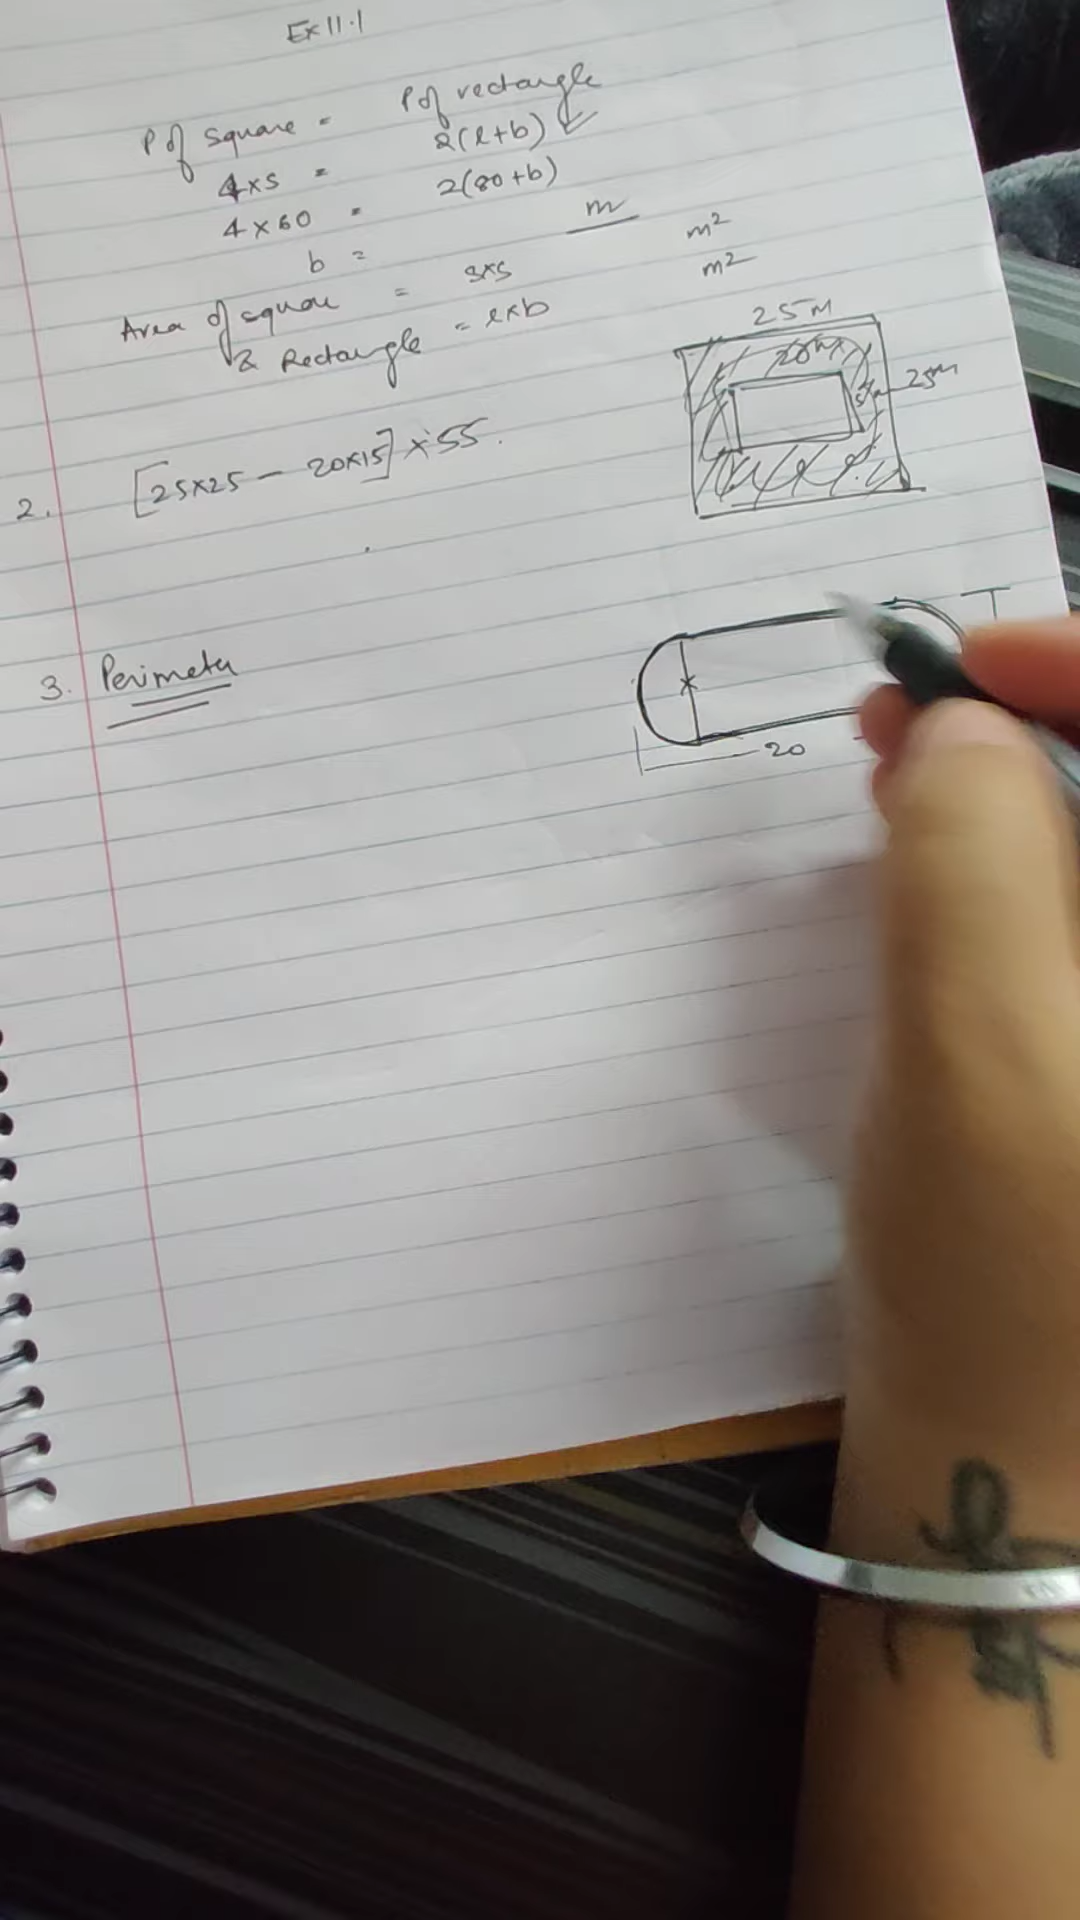 Ex 11.1
P of square = P of rectangle
4×S = 2(l+b)
4×60 = 2(80+b)
b = m
Area of square = S×S m²
& Rectangle = l×b m²
25M
20m
25m
2. [25×25 - 20×15] × 55.
3. Perimeter
20